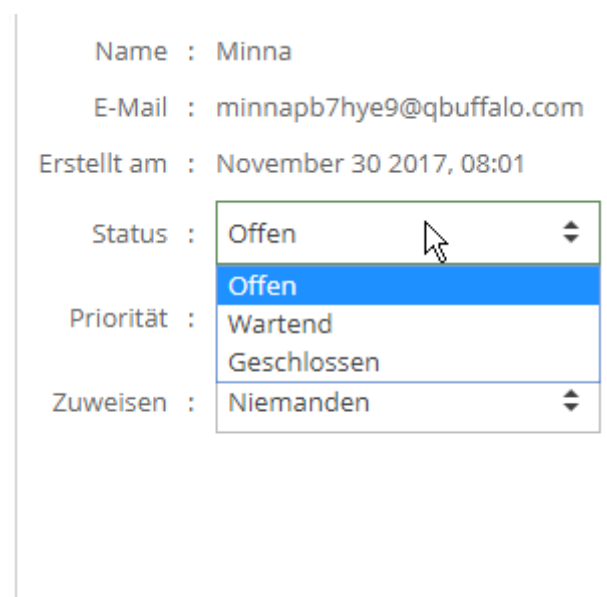 Name : Minna
E-Mail : minnapb7hye9@qbuffalo.com
Erstellt am : November 30 2017, 08:01
Status : Offen
Offen
Priorität : Wartend
Geschlossen
Zuweisen : Niemanden